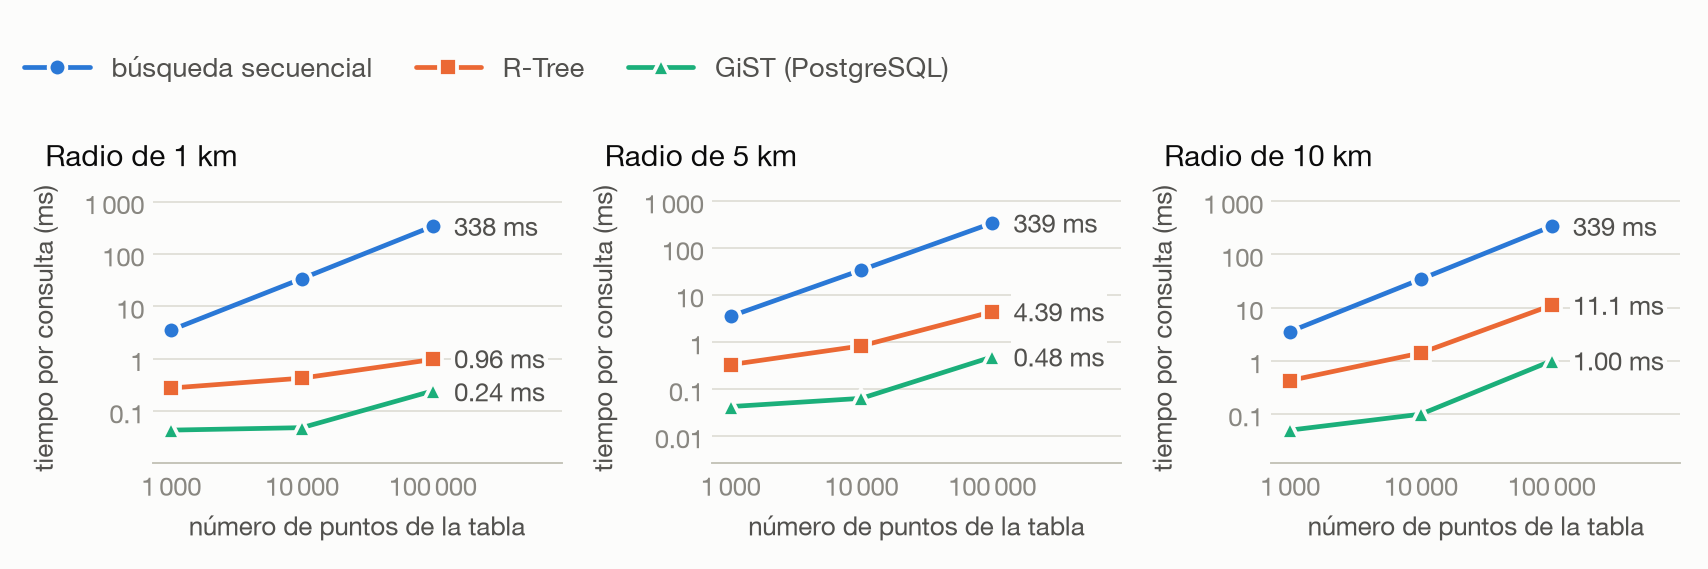 búsqueda secuencial
R-Tree
GiST (PostgreSQL)
Radio de 1 km
tiempo por consulta (ms)
1 000
100
10
1
0.1
338 ms
0.96 ms
0.24 ms
1 000
10 000
100 000
número de puntos de la tabla
Radio de 5 km
tiempo por consulta (ms)
1 000
100
10
1
0.1
0.01
339 ms
4.39 ms
0.48 ms
1 000
10 000
100 000
número de puntos de la tabla
Radio de 10 km
tiempo por consulta (ms)
1 000
100
10
1
0.1
339 ms
11.1 ms
1.00 ms
1 000
10 000
100 000
número de puntos de la tabla